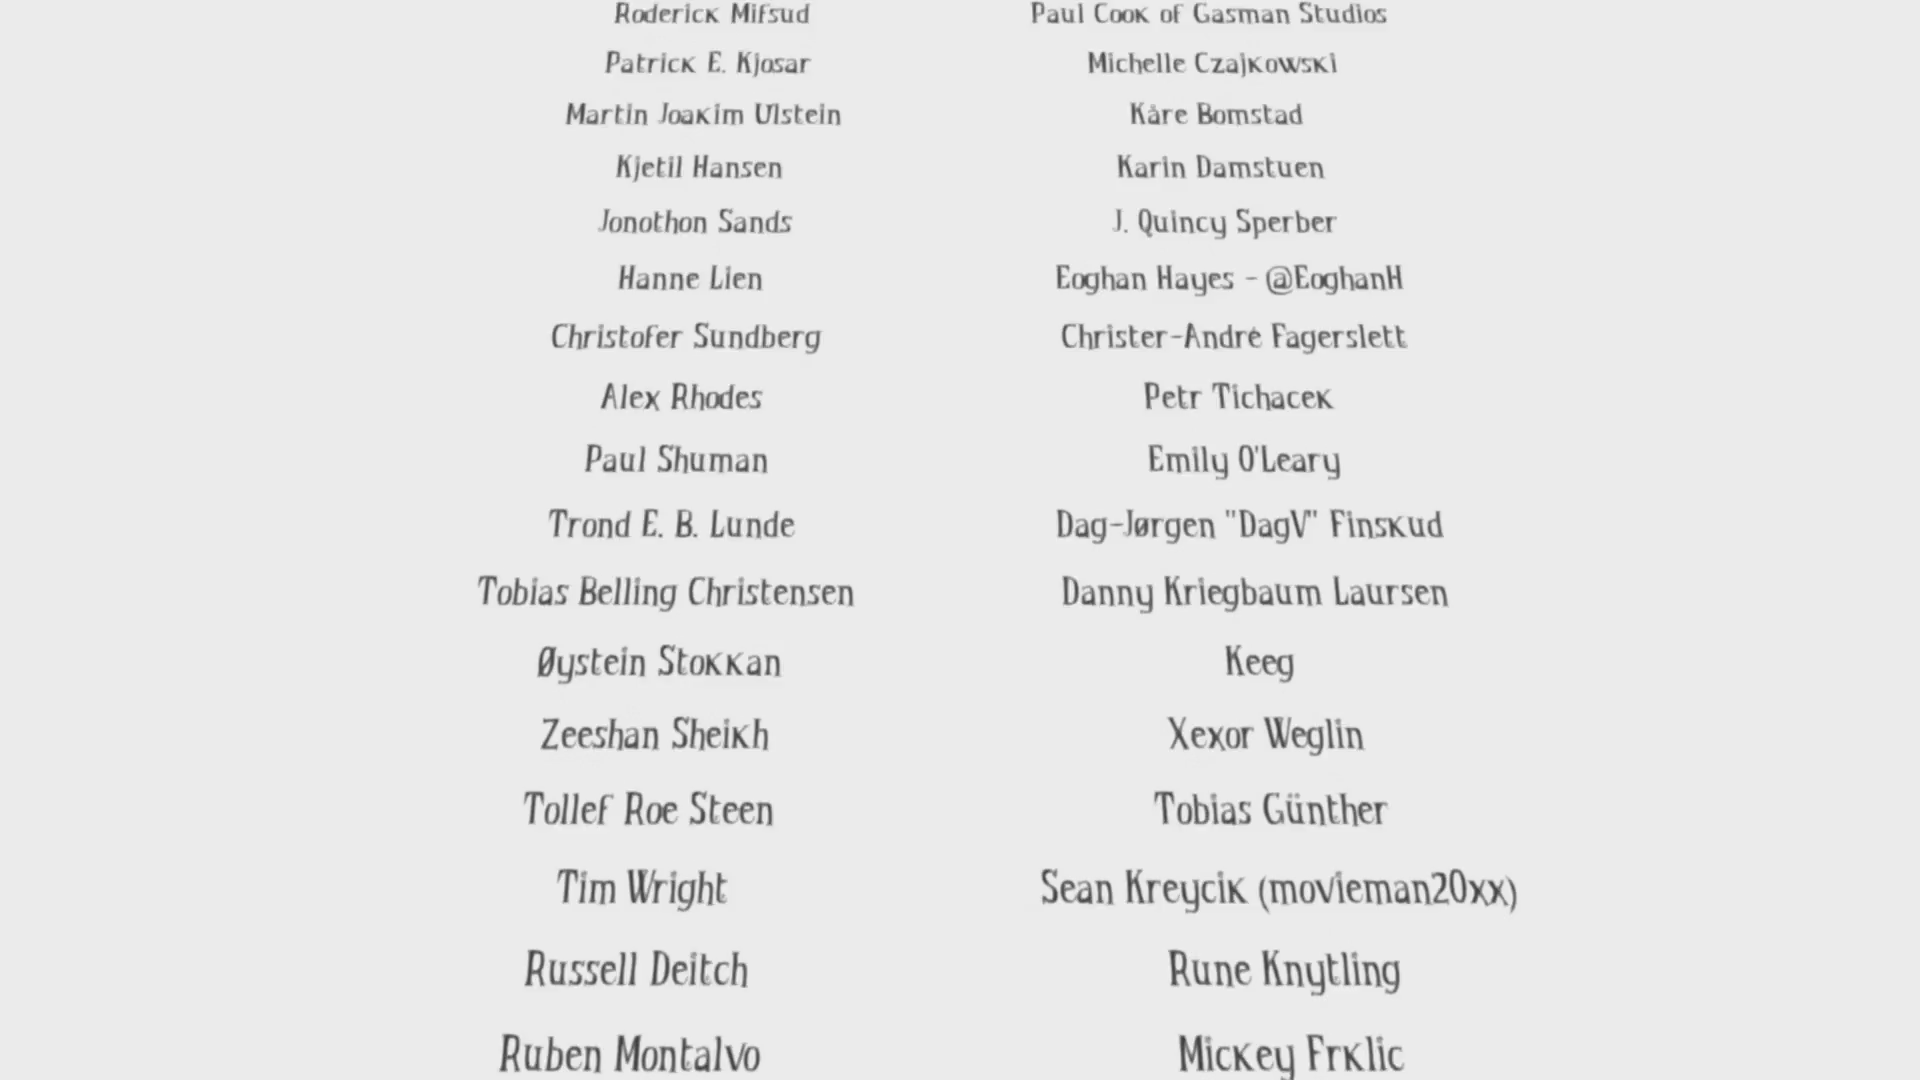 Roderick Mifsud
Paul Cook of Gasman Studios
Patrick E. Kjosar
Michelle Czajkowski
Martin Joakim Ulstein
Kåre Bomstad
Kjetil Hansen
Karin Damstuen
Jonothon Sands
J. Quincy Sperber
Hanne Lien
Eoghan Hayes - @EoghanH
Christofer Sundberg
Christer-André Fagerslett
Alex Rhodes
Petr Tichacek
Paul Shuman
Emily O'Leary
Trond E. B. Lunde
Dag-Jørgen "DagV" Finskud
Tobias Belling Christensen
Danny Kriegbaum Laursen
Øystein Stokkan
Keeg
Zeeshan Sheikh
Xexor Weglin
Tollef Roe Steen
Tobias Günther
Tim Wright
Sean Kreycik (movieman20xx)
Russell Deitch
Rune Knytling
Ruben Montalvo
Mickey Frklic